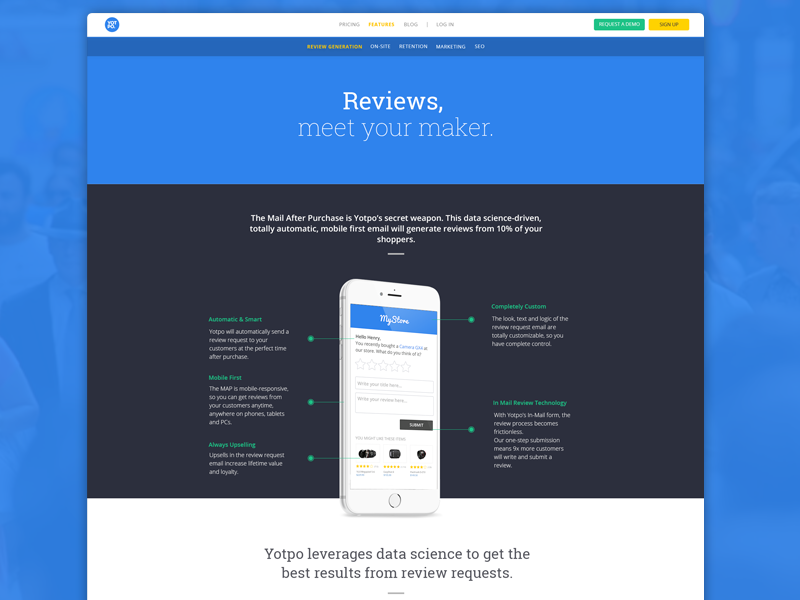 YOT
PO.
PRICING FEATURES BLOG | LOG IN
REQUEST A DEMO SIGN UP
REVIEW GENERATION ON-SITE RETENTION MARKETING SEO
Reviews,
meet your maker.
The Mail After Purchase is Yotpo's secret weapon. This data science-driven,
totally automatic, mobile first email will generate reviews from 10% of your
shoppers.
Automatic & Smart
Yotpo will automatically send a
review request to your
customers at the perfect time
after purchase.
Mobile First
The MAP is mobile-responsive,
so you can get reviews from
your customers anytime,
anywhere on phones, tablets
and PCs.
Always Upselling
Upsells in the review request
email increase lifetime value
and loyalty.
MyStore
Hello Henry,
You recently bought a Camera GX4 at
our store. What do you think of it?
Write your title here...
Write your review here...
SUBMIT
YOU MIGHT LIKE THESE ITEMS
Completely Custom
The look, text and logic of the
review request email are
totally customizable, so you
have complete control.
In Mail Review Technology
With Yotpo's In-Mail form, the
review process becomes
frictionless.
Our one-step submission
means 9x more customers
will write and submit a
review.
Yotpo leverages data science to get the
best results from review requests.